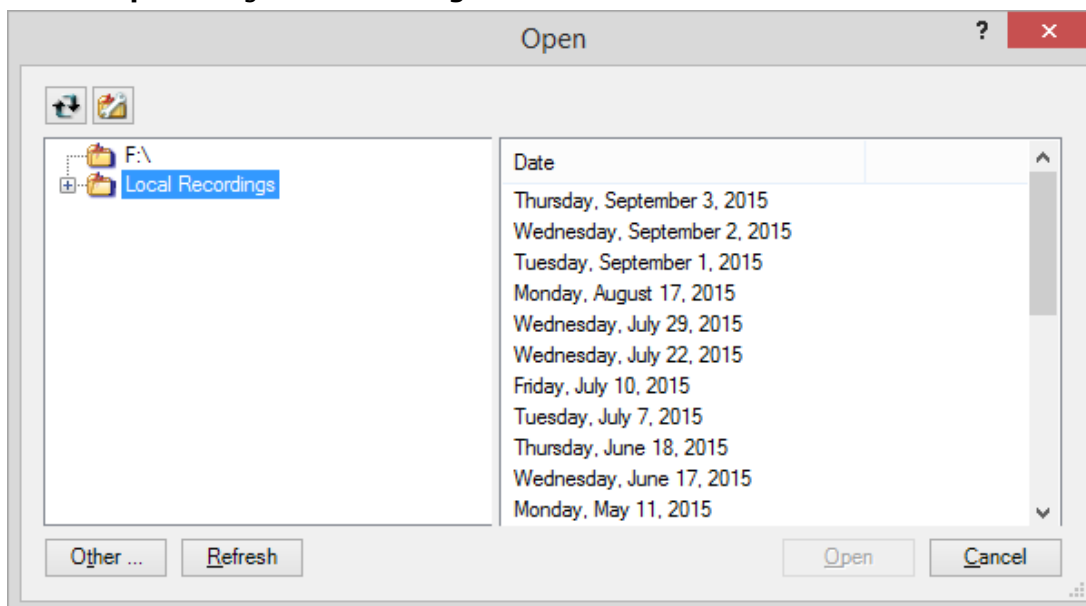 Open
?
F:\
Local Recordings
Date
Thursday, September 3, 2015
Wednesday, September 2, 2015
Tuesday, September 1, 2015
Monday, August 17, 2015
Wednesday, July 29, 2015
Wednesday, July 22, 2015
Friday, July 10, 2015
Tuesday, July 7, 2015
Thursday, June 18, 2015
Wednesday, June 17, 2015
Monday, May 11, 2015
Other ... Refresh Open Cancel